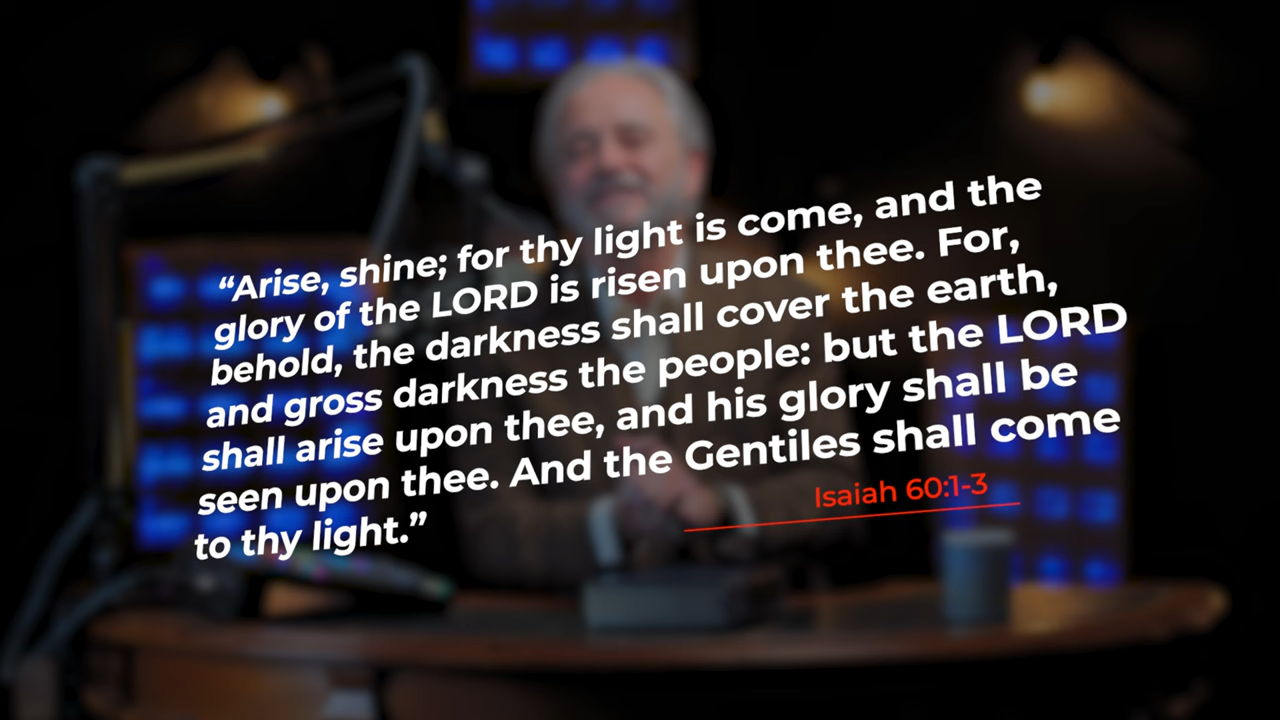 “Arise, shine; for thy light is come, and the
glory of the LORD is risen upon thee. For,
behold, the darkness shall cover the earth,
and gross darkness the people: but the LORD
shall arise upon thee, and his glory shall be
seen upon thee. And the Gentiles shall come
to thy light.”
Isaiah 60:1-3